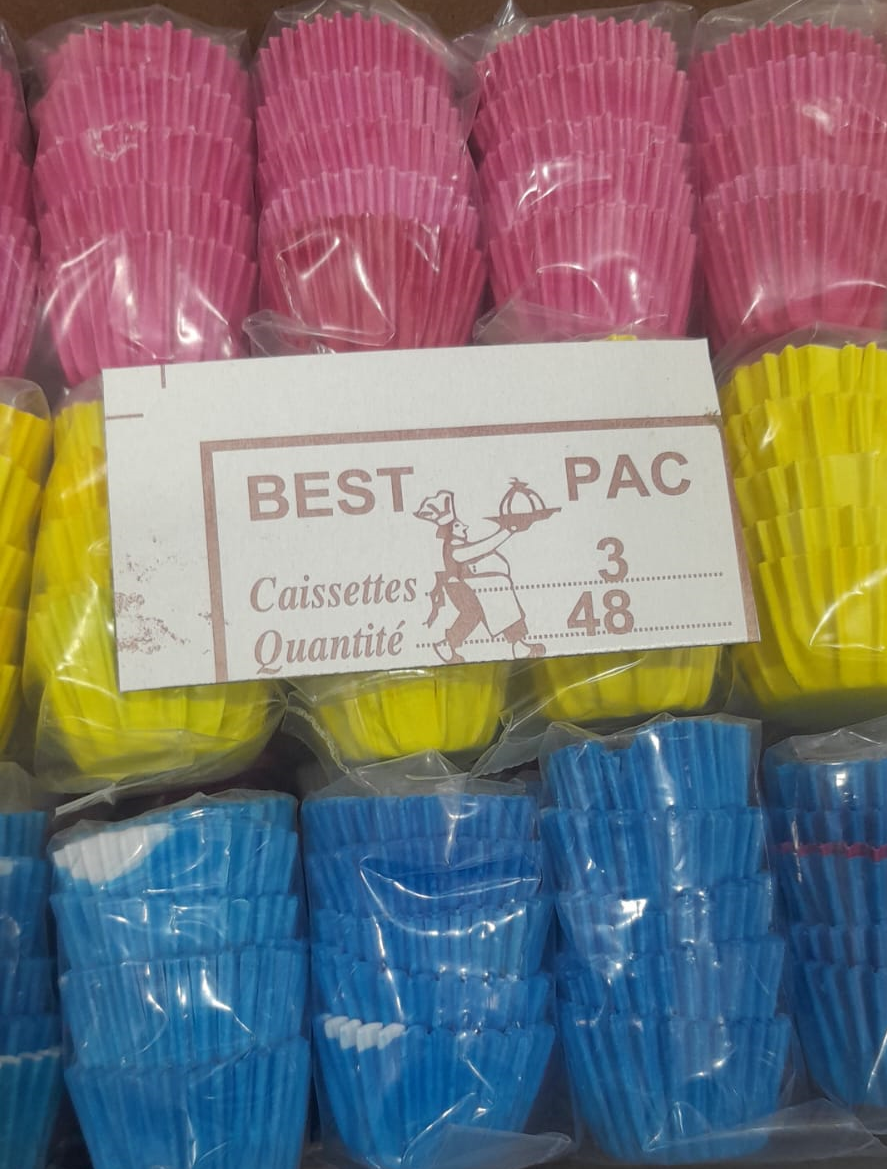 BEST PAC
Caissettes 3
Quantité 48